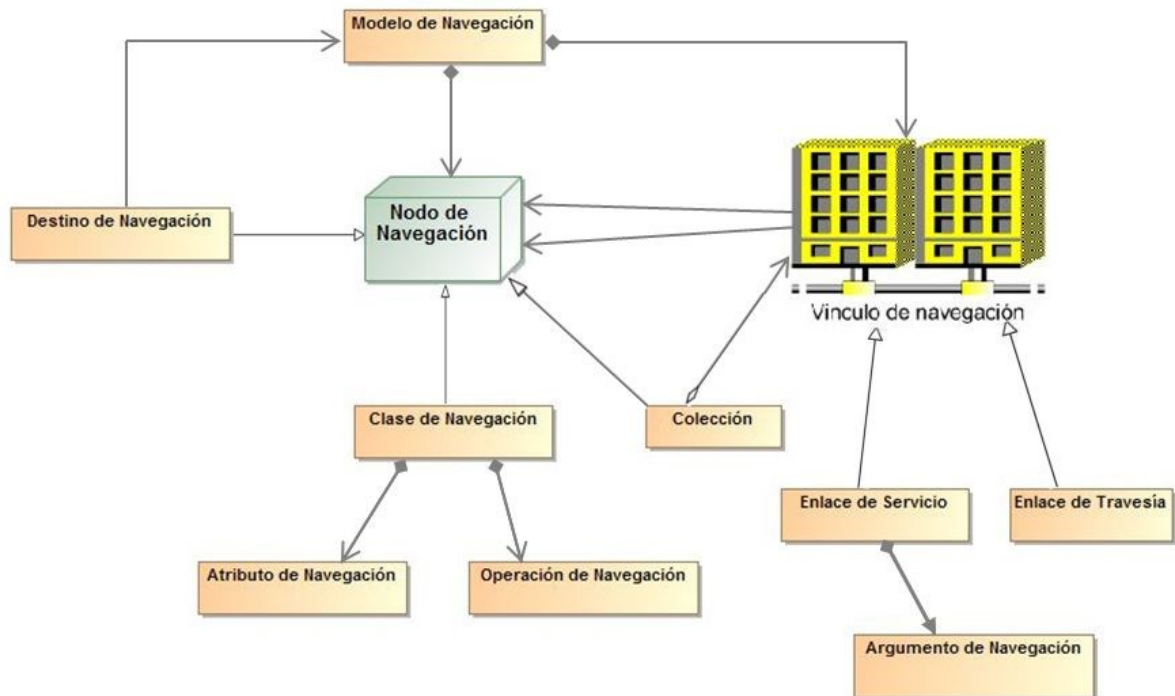 Modelo de Navegación
Destino de Navegación
Nodo de
Navegación
Vinculo de navegación
Clase de Navegación
Colección
Enlace de Servicio
Enlace de Travesía
Atributo de Navegación
Operación de Navegación
Argumento de Navegación